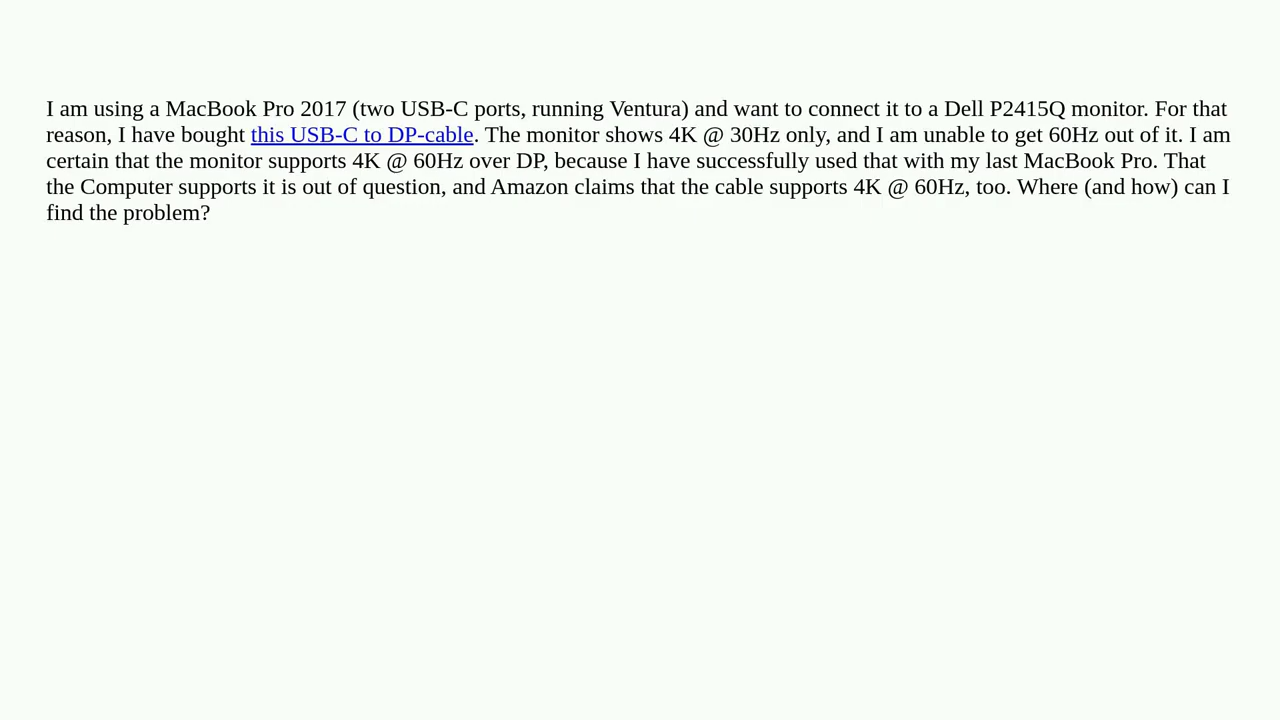 I am using a MacBook Pro 2017 (two USB-C ports, running Ventura) and want to connect it to a Dell P2415Q monitor. For that
reason, I have bought this USB-C to DP-cable. The monitor shows 4K @ 30Hz only, and I am unable to get 60Hz out of it. I am
certain that the monitor supports 4K @ 60Hz over DP, because I have successfully used that with my last MacBook Pro. That
the Computer supports it is out of question, and Amazon claims that the cable supports 4K @ 60Hz, too. Where (and how) can I
find the problem?